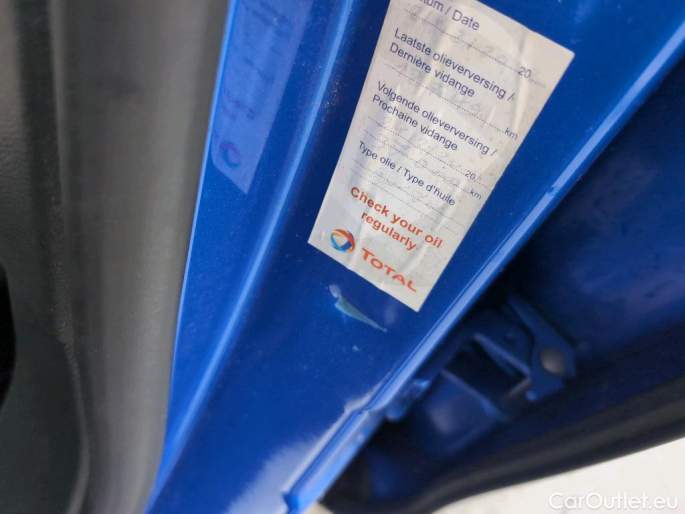 Datum / Date
20
Laatste olieverversing /
Dernière vidange
km
Volgende olieverversing /
Prochaine vidange
20
km
Type olie / Type d'huile
Check your oil
regularly
TOTAL
CarOutlet.eu